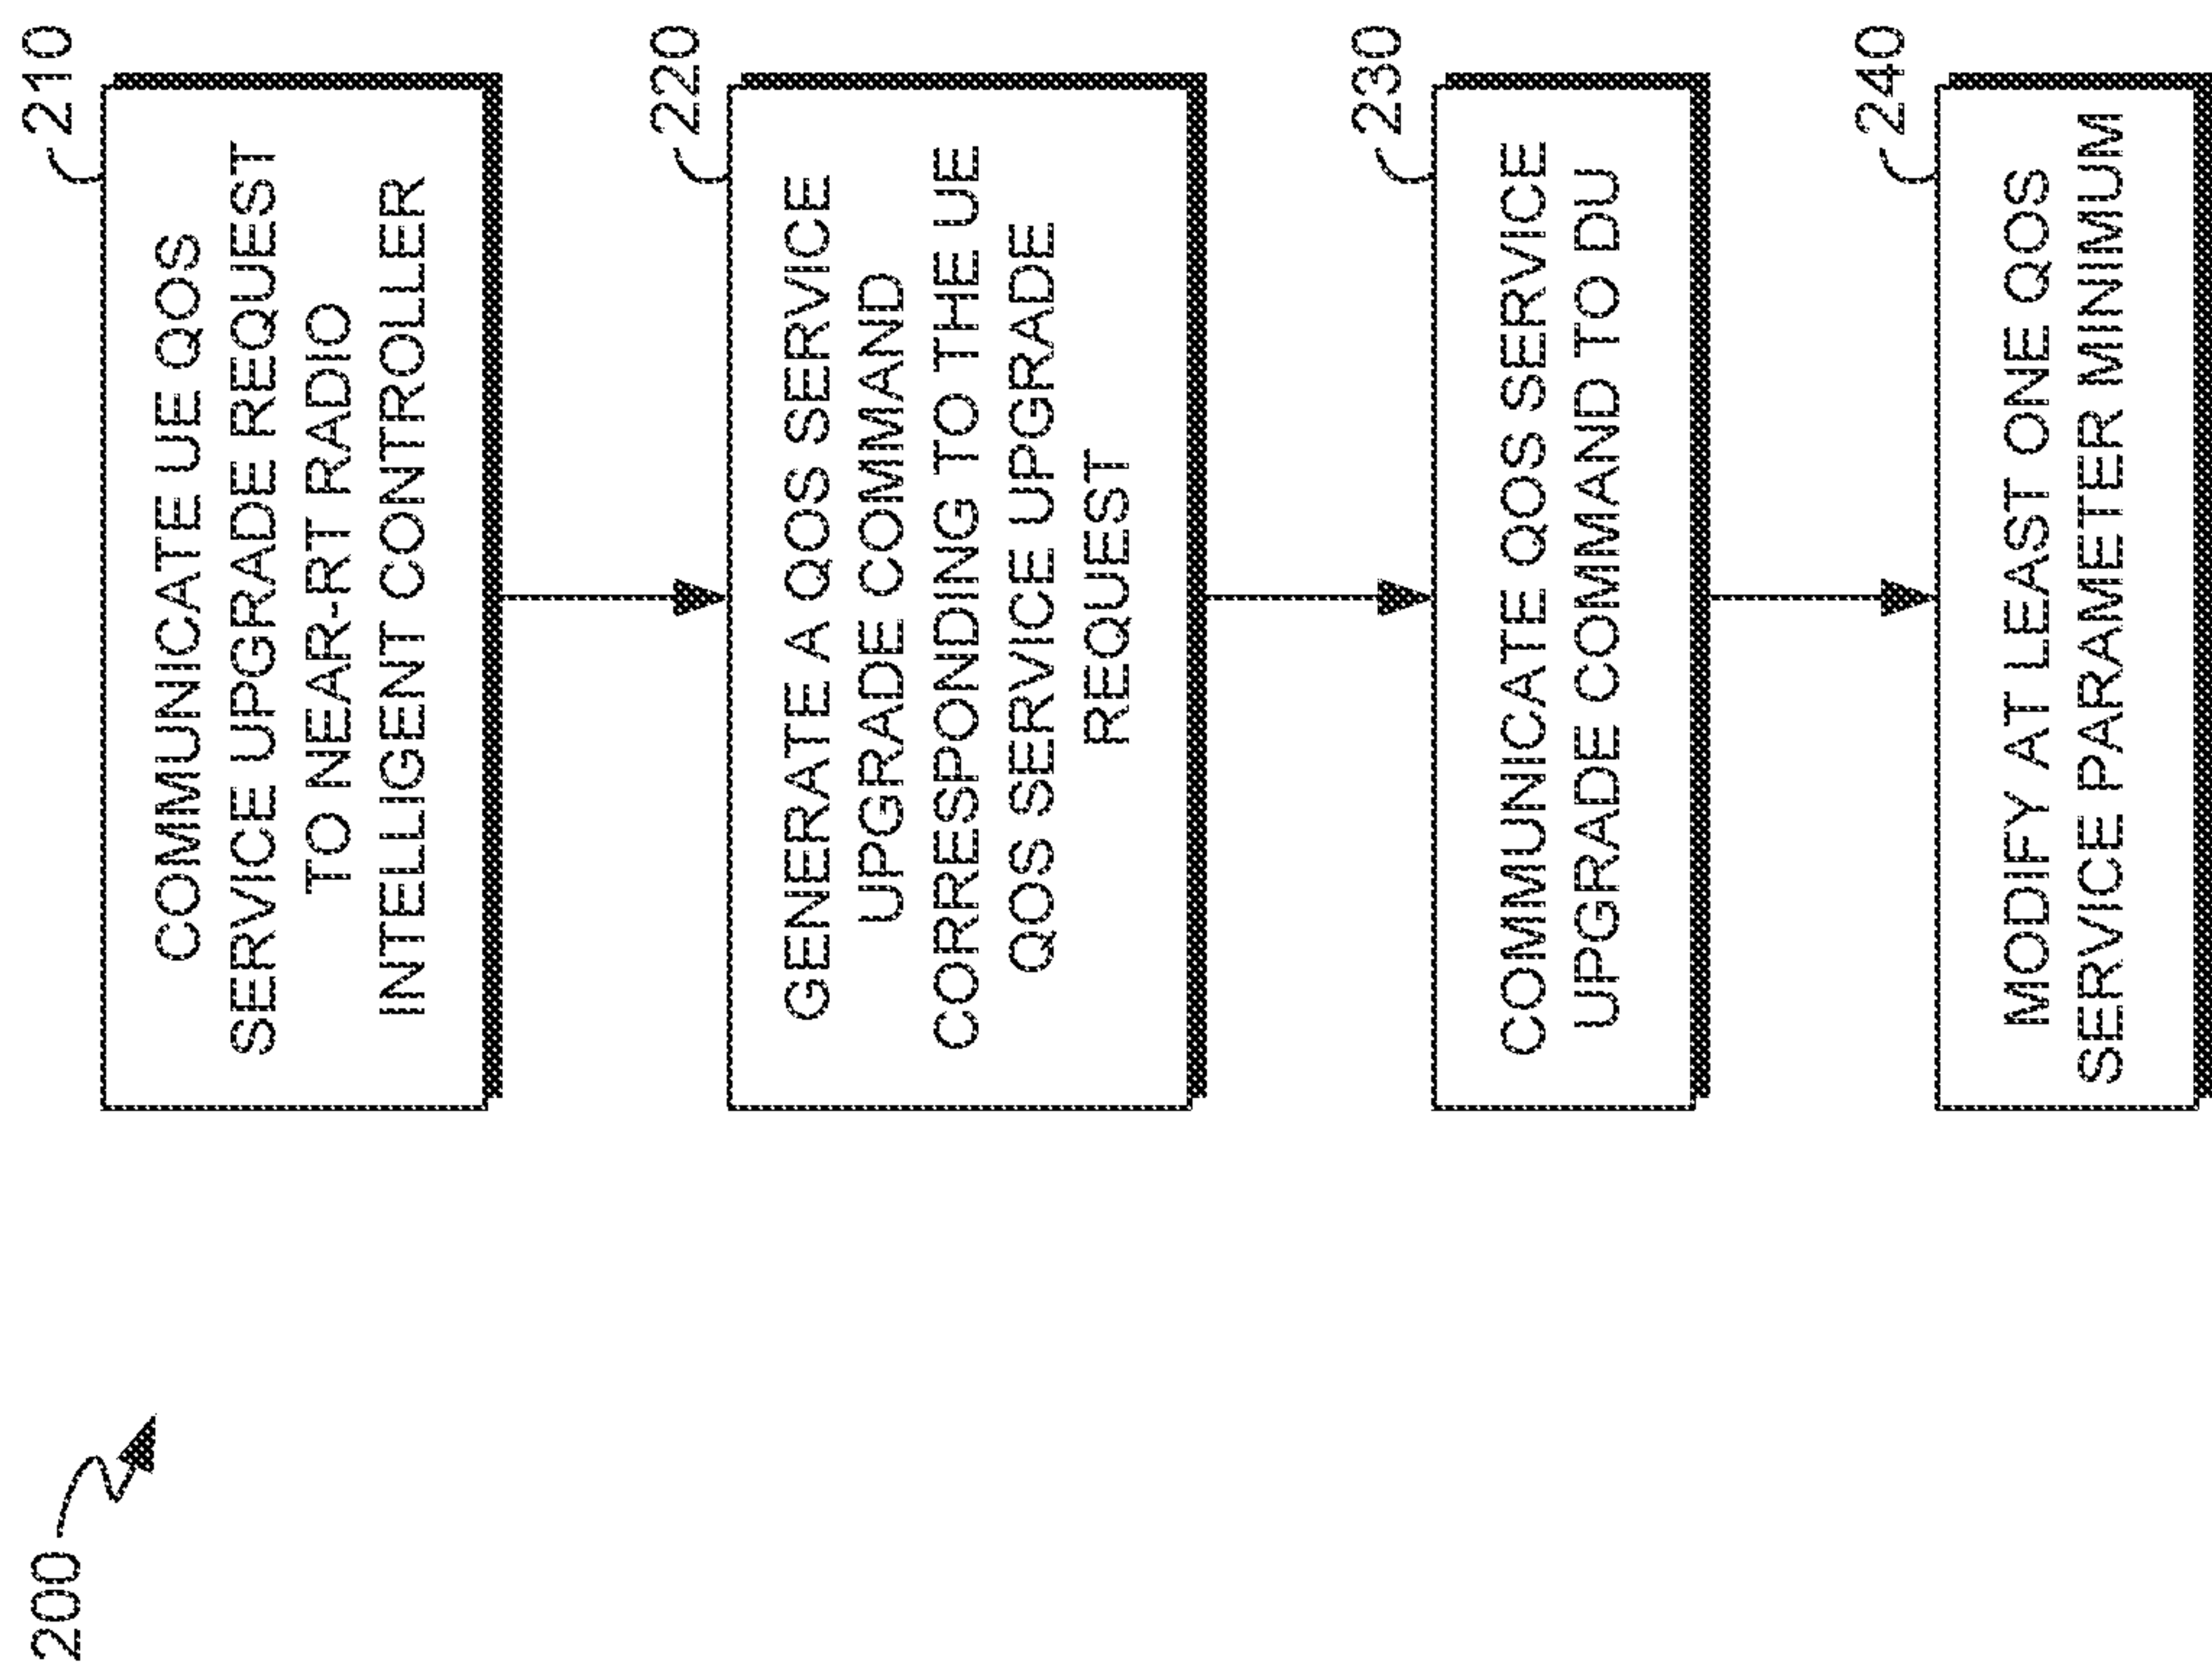 200
210
COMMUNICATE UE QOS
SERVICE UPGRADE REQUEST
TO NEAR-RT RADIO
INTELLIGENT CONTROLLER
220
GENERATE A QOS SERVICE
UPGRADE COMMAND
CORRESPONDING TO THE UE
QOS SERVICE UPGRADE
REQUEST
230
COMMUNICATE QOS SERVICE
UPGRADE COMMAND TO DU
240
MODIFY AT LEAST ONE QOS
SERVICE PARAMETER MINIMUM